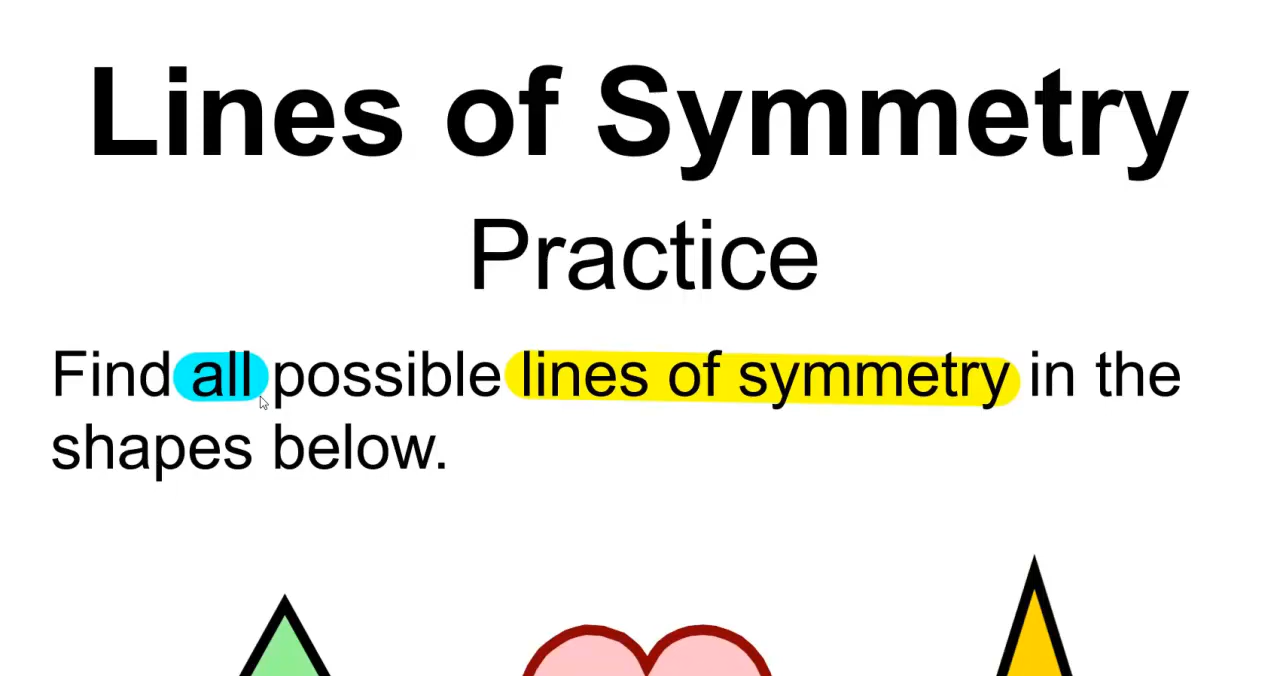 Lines of Symmetry
Practice
Find all possible lines of symmetry in the
shapes below.